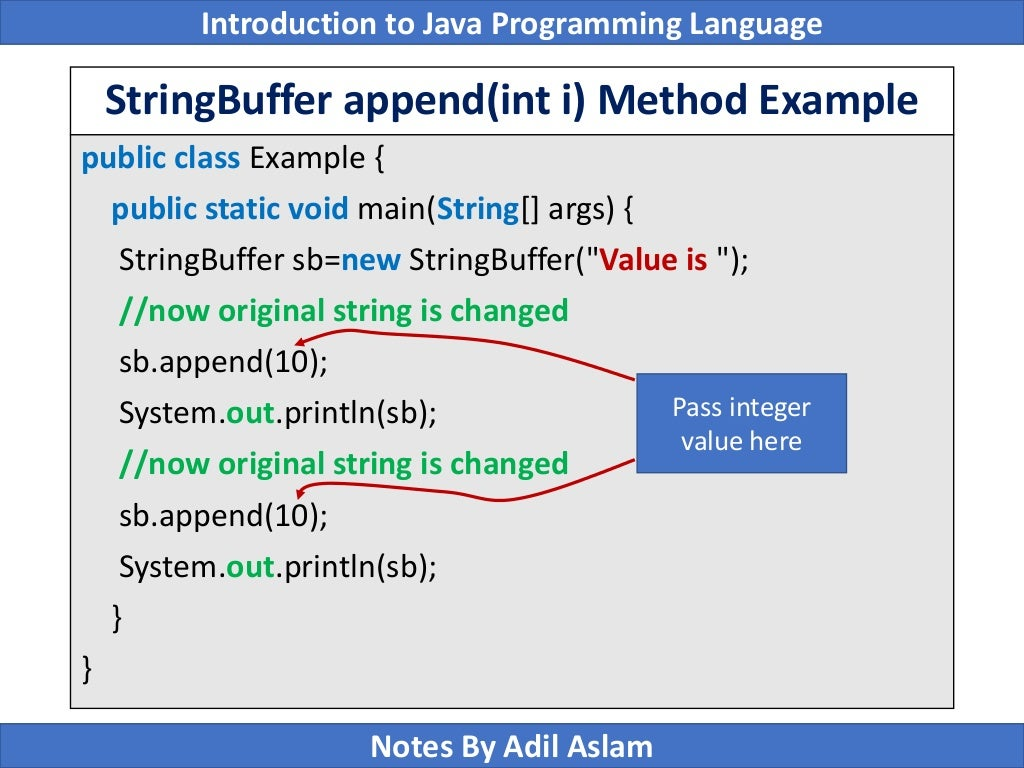 Introduction to Java Programming Language
StringBuffer append(int i) Method Example
public class Example {
public static void main(String[] args) {
StringBuffer sb=new StringBuffer("Value is ");
//now original string is changed
sb.append(10);
System.out.println(sb);
Pass integer
value here
//now original string is changed
sb.append(10);
System.out.println(sb);
}
}
Notes By Adil Aslam